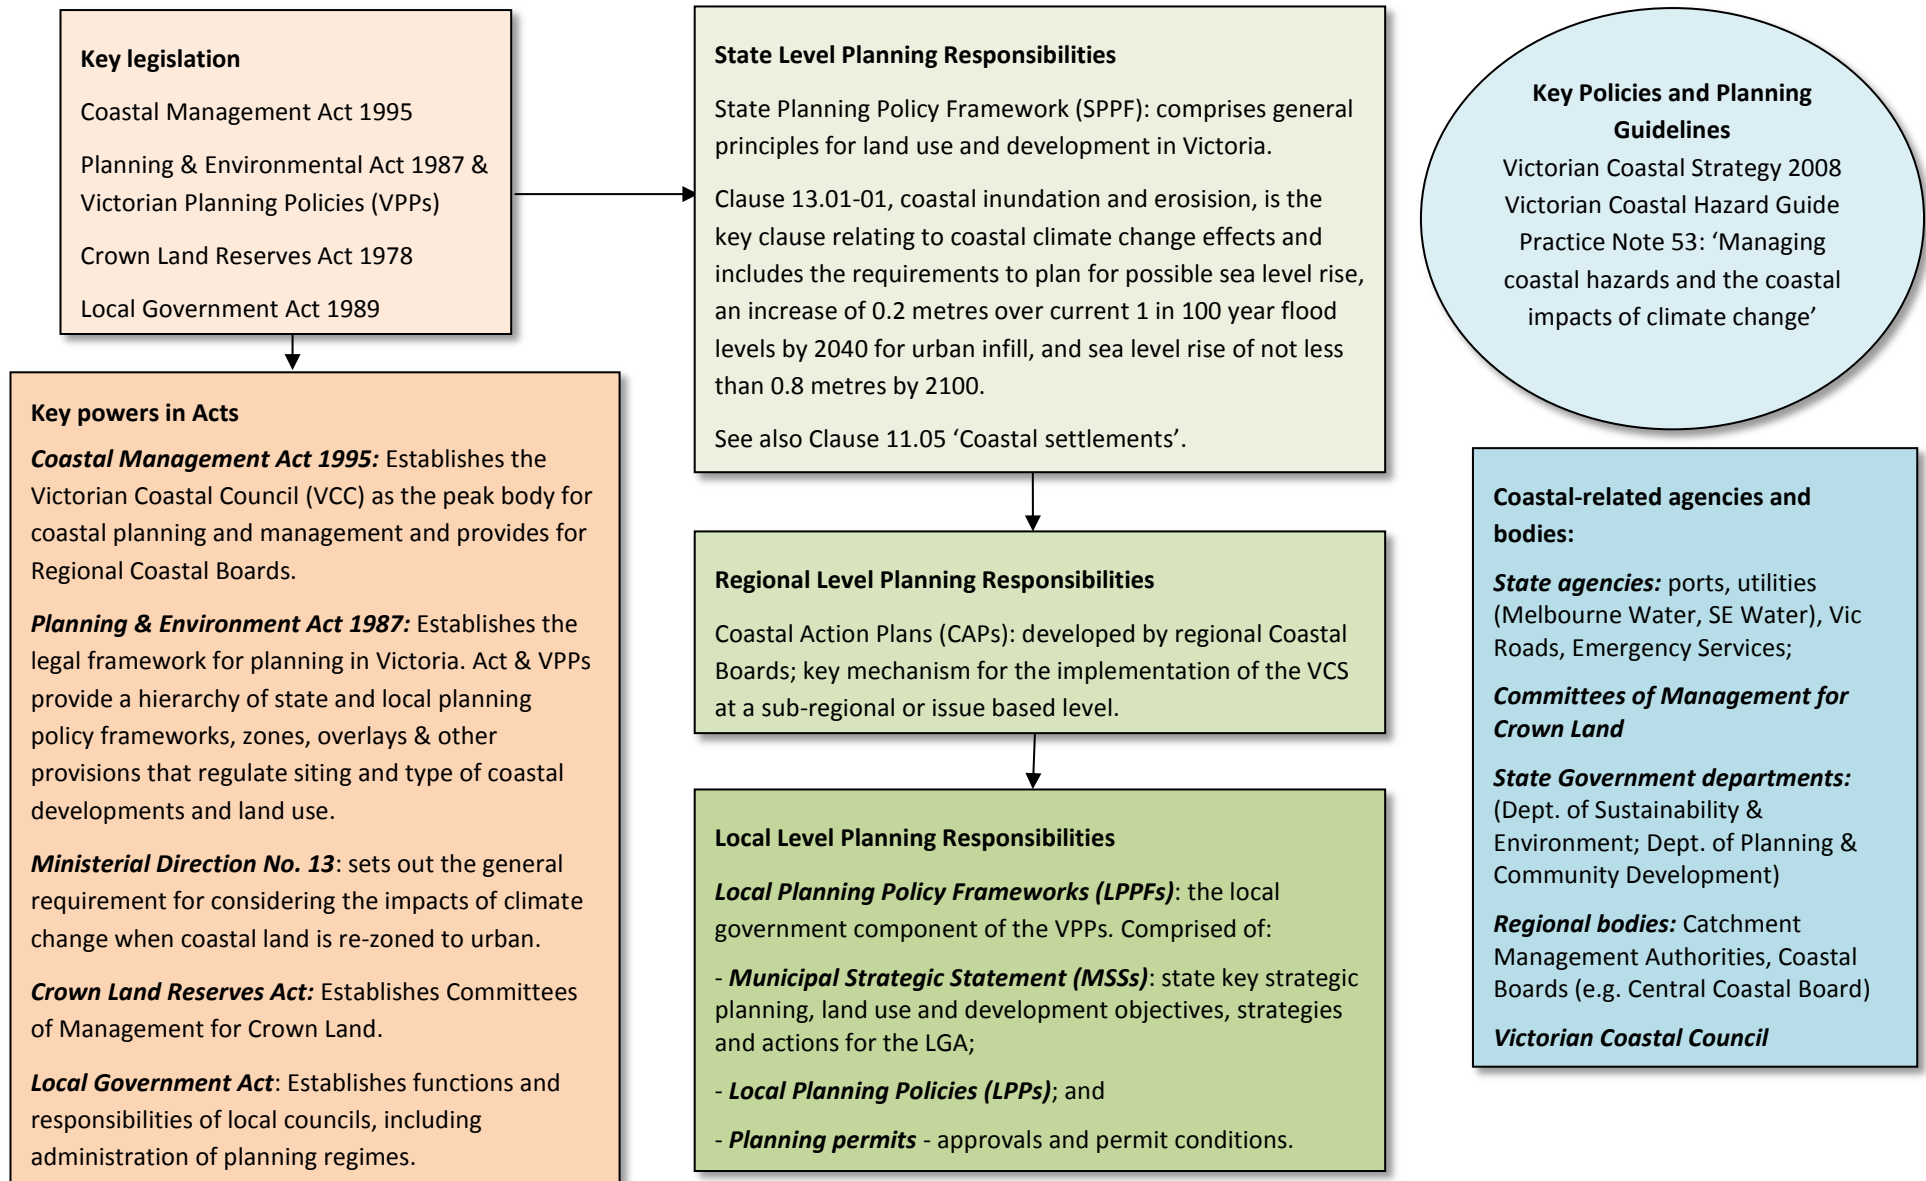 Key legislation
Coastal Management Act 1995
Planning & Environmental Act 1987 &
Victorian Planning Policies (VPPs)
Crown Land Reserves Act 1978
Local Government Act 1989
Key powers in Acts
Coastal Management Act 1995: Establishes the
Victorian Coastal Council (VCC) as the peak body for
coastal planning and management and provides for
Regional Coastal Boards.
Planning & Environment Act 1987: Establishes the
legal framework for planning in Victoria. Act & VPPs
provide a hierarchy of state and local planning
policy frameworks, zones, overlays & other
provisions that regulate siting and type of coastal
developments and land use.
Ministerial Direction No. 13: sets out the general
requirement for considering the impacts of climate
change when coastal land is re-zoned to urban.
Crown Land Reserves Act: Establishes Committees
of Management for Crown Land.
Local Government Act: Establishes functions and
responsibilities of local councils, including
administration of planning regimes.
State Level Planning Responsibilities
State Planning Policy Framework (SPPF): comprises general
principles for land use and development in Victoria.
Clause 13.01-01, coastal inundation and erosision, is the
key clause relating to coastal climate change effects and
includes the requirements to plan for possible sea level rise,
an increase of 0.2 metres over current 1 in 100 year flood
levels by 2040 for urban infill, and sea level rise of not less
than 0.8 metres by 2100.
See also Clause 11.05 ‘Coastal settlements’.
Regional Level Planning Responsibilities
Coastal Action Plans (CAPs): developed by regional Coastal
Boards; key mechanism for the implementation of the VCS
at a sub-regional or issue based level.
Local Level Planning Responsibilities
Local Planning Policy Frameworks (LPPFs): the local
government component of the VPPs. Comprised of:
- Municipal Strategic Statement (MSSs): state key strategic
planning, land use and development objectives, strategies
and actions for the LGA;
- Local Planning Policies (LPPs); and
- Planning permits - approvals and permit conditions.
Key Policies and Planning
Guidelines
Victorian Coastal Strategy 2008
Victorian Coastal Hazard Guide
Practice Note 53: ‘Managing
coastal hazards and the coastal
impacts of climate change’
Coastal-related agencies and
bodies:
State agencies: ports, utilities
(Melbourne Water, SE Water), Vic
Roads, Emergency Services;
Committees of Management for
Crown Land
State Government departments:
(Dept. of Sustainability &
Environment; Dept. of Planning &
Community Development)
Regional bodies: Catchment
Management Authorities, Coastal
Boards (e.g. Central Coastal Board)
Victorian Coastal Council